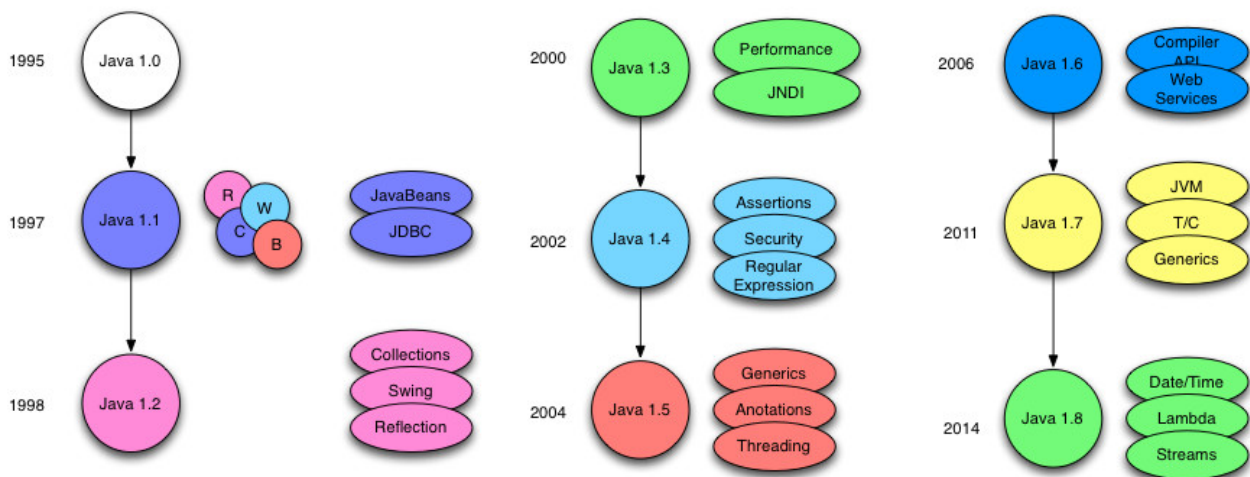 1995
Java 1.0
1997
Java 1.1
R
W
C
B
JavaBeans
JDBC
1998
Java 1.2
Collections
Swing
Reflection
2000
Java 1.3
Performance
JNDI
2002
Java 1.4
Assertions
Security
Regular
Expression
2004
Java 1.5
Generics
Anotations
Threading
2006
Java 1.6
Compiler
API
Web
Services
2011
Java 1.7
JVM
T/C
Generics
2014
Java 1.8
Date/Time
Lambda
Streams